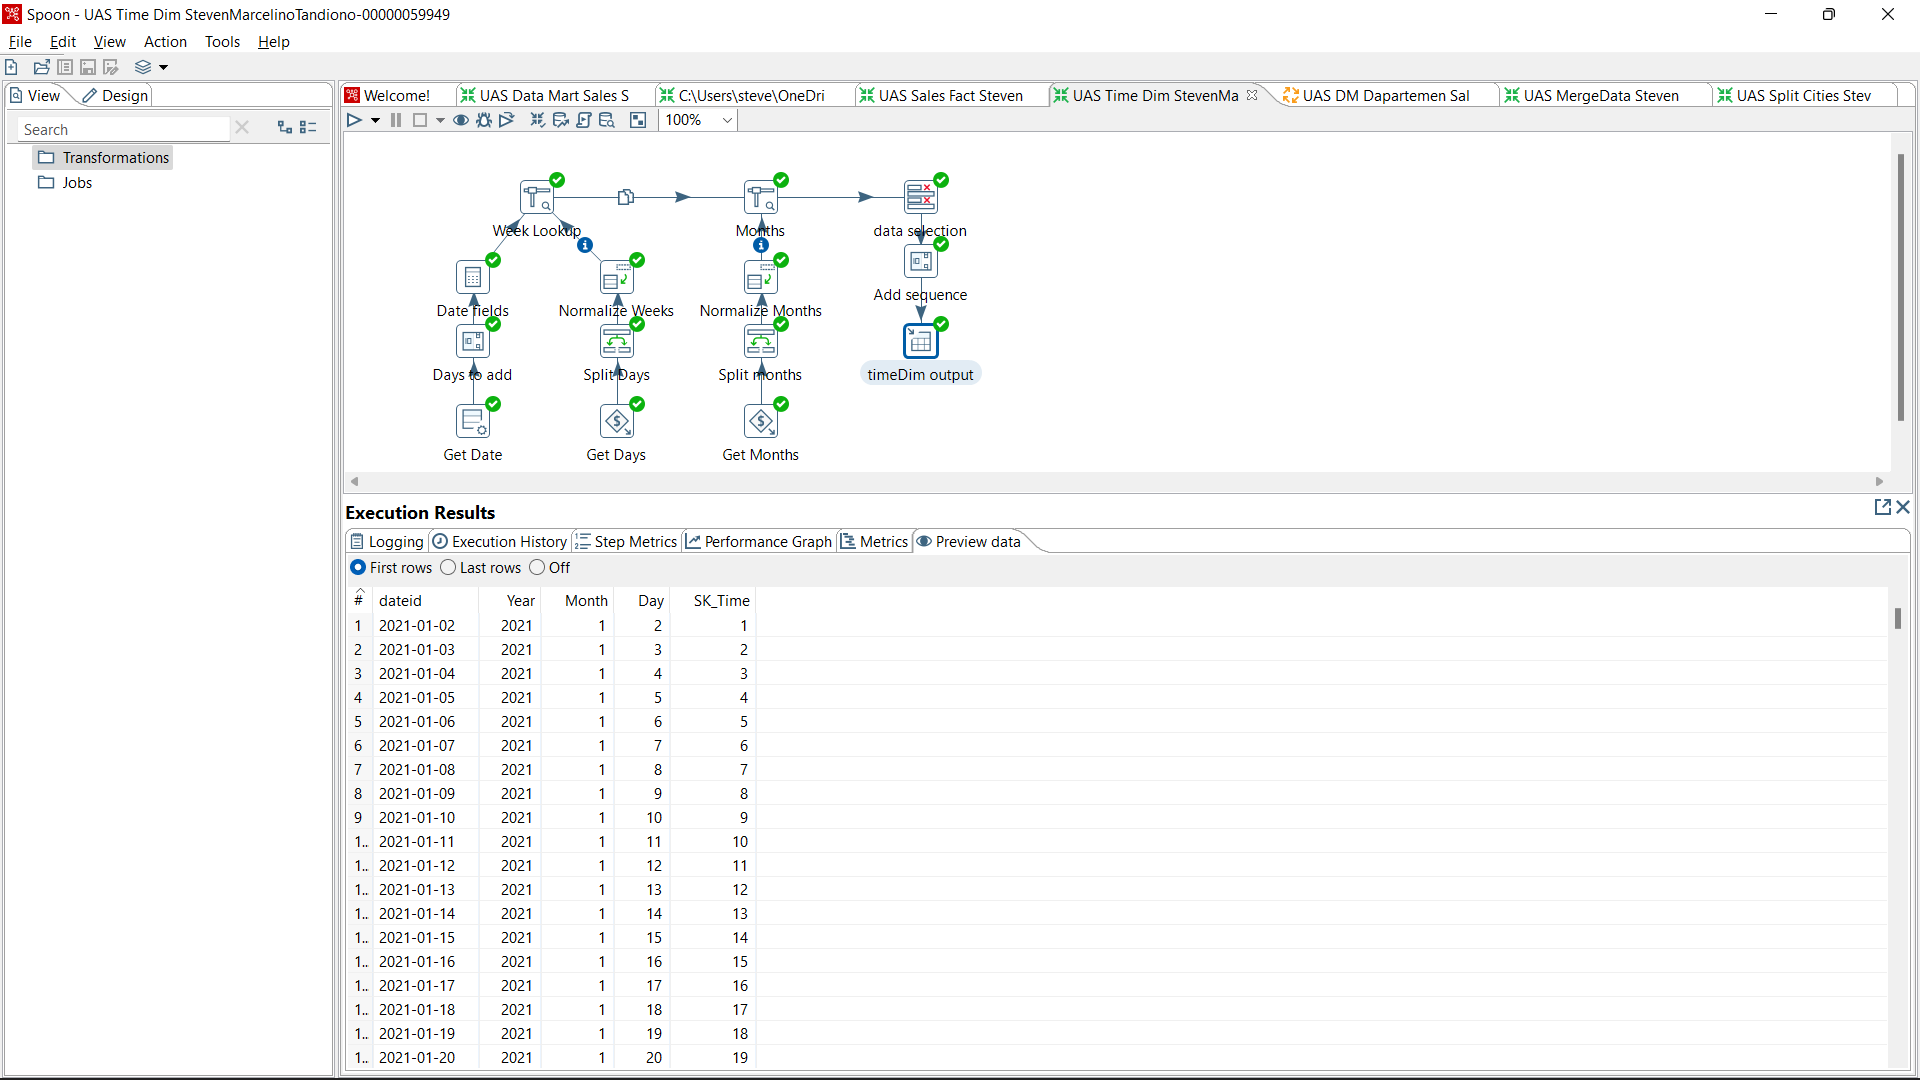 Spoon - UAS Time Dim StevenMarcelinoTandiono-00000059949
File Edit View Action Tools Help
View Design
Welcome! UAS Data Mart Sales S C:\Users\steve\OneDri UAS Sales Fact Steven UAS Time Dim StevenMa UAS DM Dapartemen Sal UAS MergeData Steven UAS Split Cities Stev
100%
Search
Transformations
Jobs
Week Lookup Months data selection
Date fields Normalize Weeks Normalize Months Add sequence
Days to add Split Days Split months timeDim output
Get Date Get Days Get Months
Execution Results
Logging Execution History Step Metrics Performance Graph Metrics Preview data
First rows Last rows Off
# dateid Year Month Day SK_Time
1 2021-01-02 2021 1 2 1
2 2021-01-03 2021 1 3 2
3 2021-01-04 2021 1 4 3
4 2021-01-05 2021 1 5 4
5 2021-01-06 2021 1 6 5
6 2021-01-07 2021 1 7 6
7 2021-01-08 2021 1 8 7
8 2021-01-09 2021 1 9 8
9 2021-01-10 2021 1 10 9
1.. 2021-01-11 2021 1 11 10
1.. 2021-01-12 2021 1 12 11
1.. 2021-01-13 2021 1 13 12
1.. 2021-01-14 2021 1 14 13
1.. 2021-01-15 2021 1 15 14
1.. 2021-01-16 2021 1 16 15
1.. 2021-01-17 2021 1 17 16
1.. 2021-01-18 2021 1 18 17
1.. 2021-01-19 2021 1 19 18
1.. 2021-01-20 2021 1 20 19